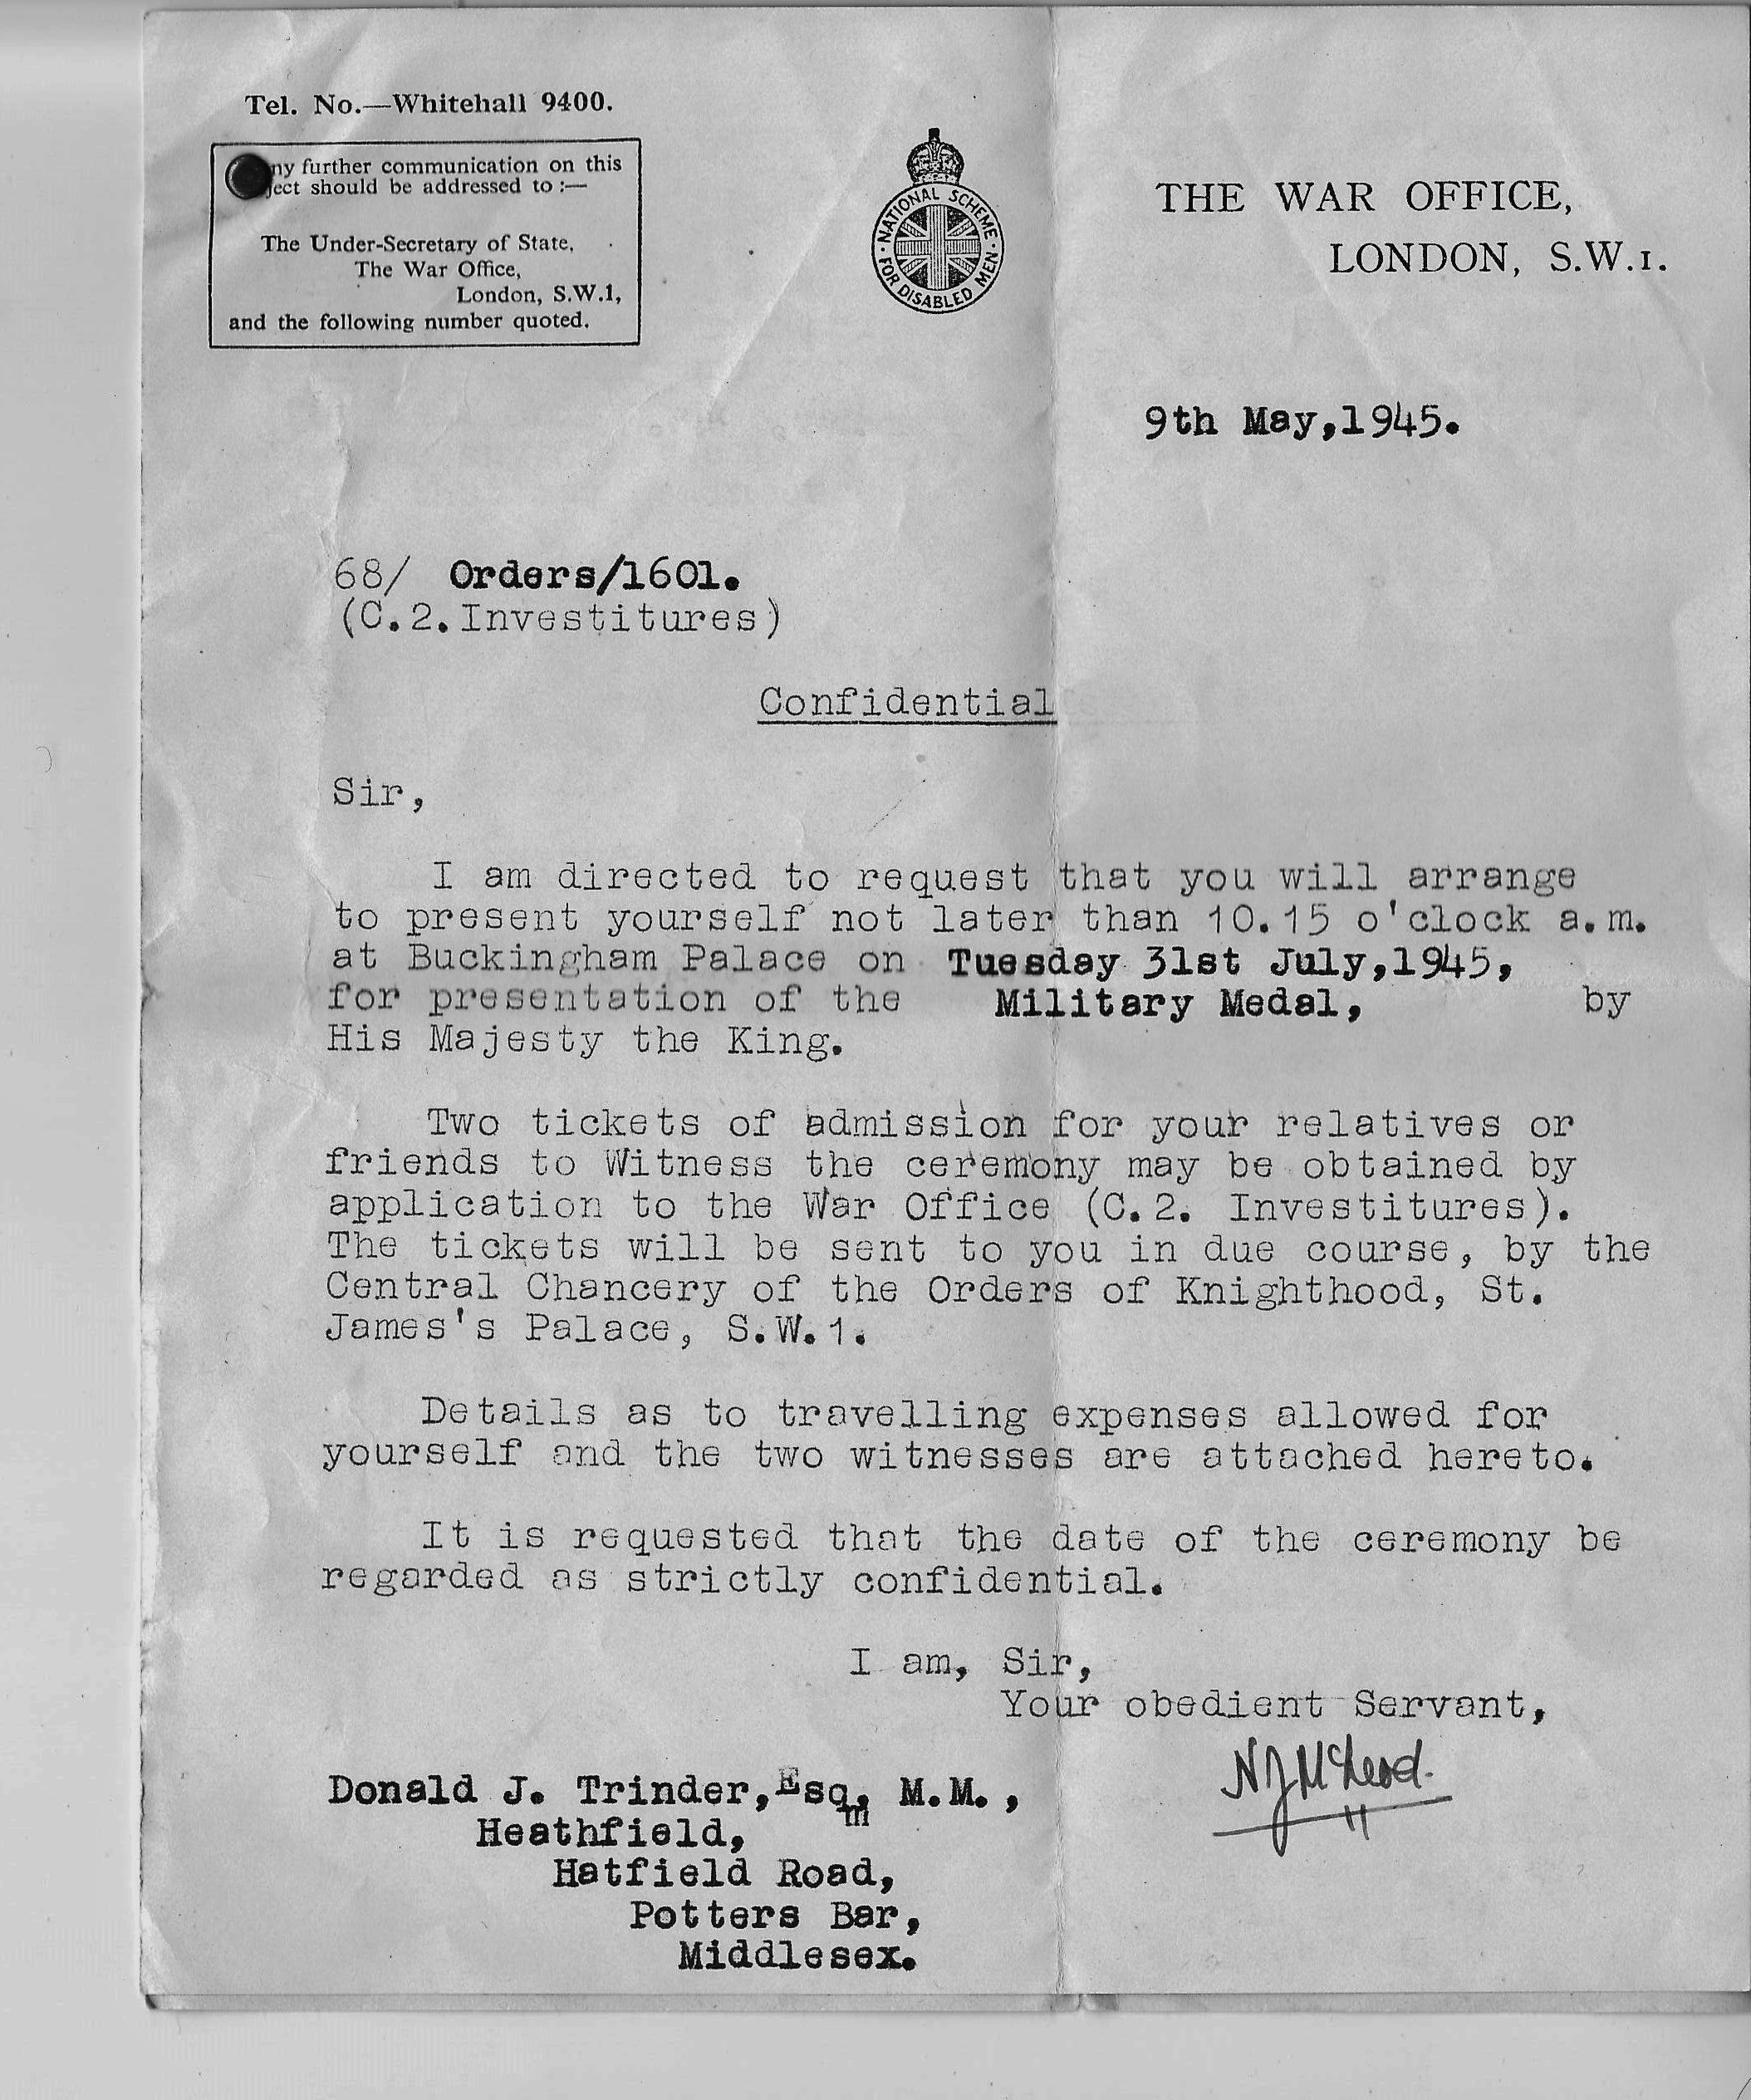 Tel. No.—Whitehall 9400.
ny further communication on this
ject should be addressed to :—
The Under-Secretary of State,
The War Office,
London, S.W.1,
and the following number quoted.
NATIONAL SCHEME
FOR DISABLED MEN
THE WAR OFFICE,
LONDON, S.W.1.
9th May,1945.
68/ Orders/1601.
(C.2.Investitures)
Confidential
Sir,
I am directed to request that you will arrange
to present yourself not later than 10.15 o'clock a.m.
at Buckingham Palace on Tuesday 31st July,1945,
for presentation of the Military Medal, by
His Majesty the King.
Two tickets of admission for your relatives or
friends to Witness the ceremony may be obtained by
application to the War Office (C.2. Investitures).
The tickets will be sent to you in due course, by the
Central Chancery of the Orders of Knighthood, St.
James's Palace, S.W.1.
Details as to travelling expenses allowed for
yourself and the two witnesses are attached hereto.
It is requested that the date of the ceremony be
regarded as strictly confidential.
I am, Sir,
Your obedient Servant,
N J McLeod.
Donald J. Trinder, Esq, M.M.,
Heathfield,
Hatfield Road,
Potters Bar,
Middlesex.